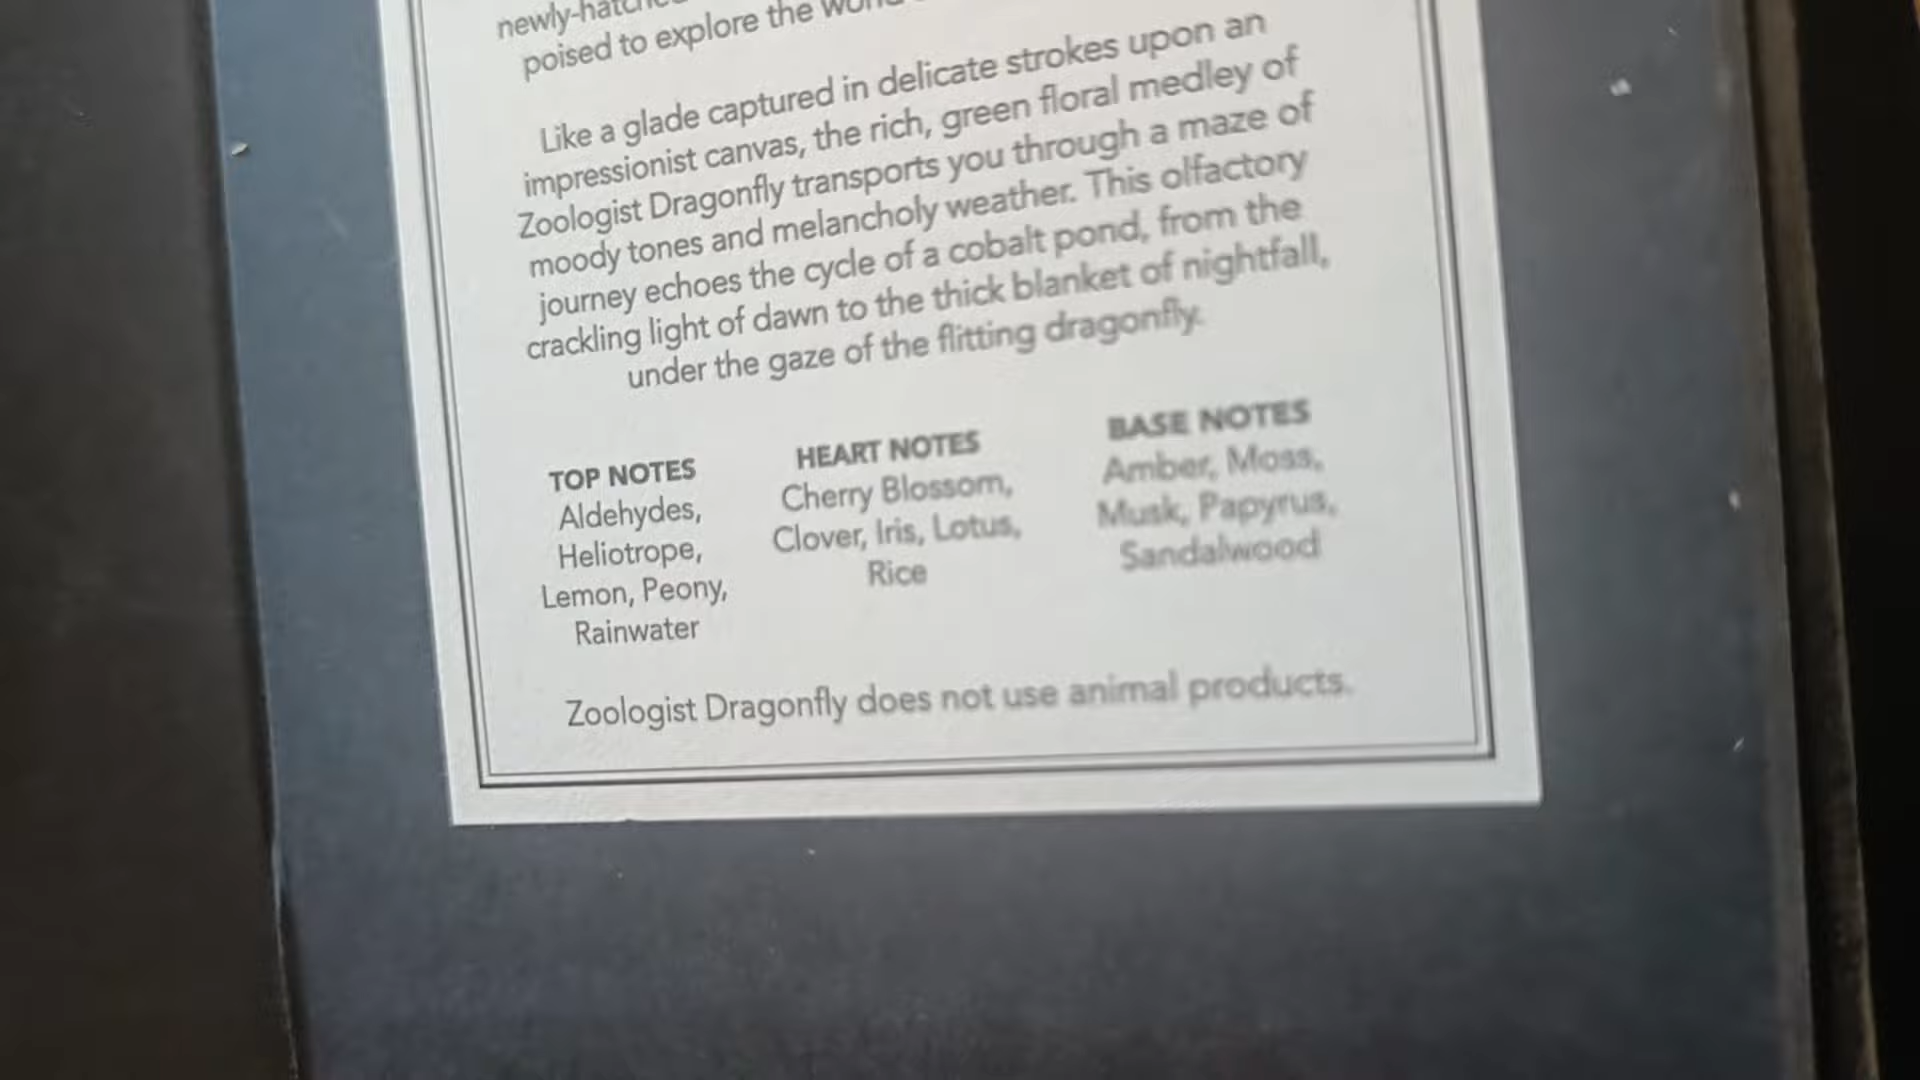 newly-hatched
poised to explore the world
Like a glade captured in delicate strokes upon an
impressionist canvas, the rich, green floral medley of
Zoologist Dragonfly transports you through a maze of
moody tones and melancholy weather. This olfactory
journey echoes the cycle of a cobalt pond, from the
crackling light of dawn to the thick blanket of nightfall,
under the gaze of the flitting dragonfly.
TOP NOTES
Aldehydes,
Heliotrope,
Lemon, Peony,
Rainwater
HEART NOTES
Cherry Blossom,
Clover, Iris, Lotus,
Rice
BASE NOTES
Amber, Moss,
Musk, Papyrus,
Sandalwood
Zoologist Dragonfly does not use animal products.